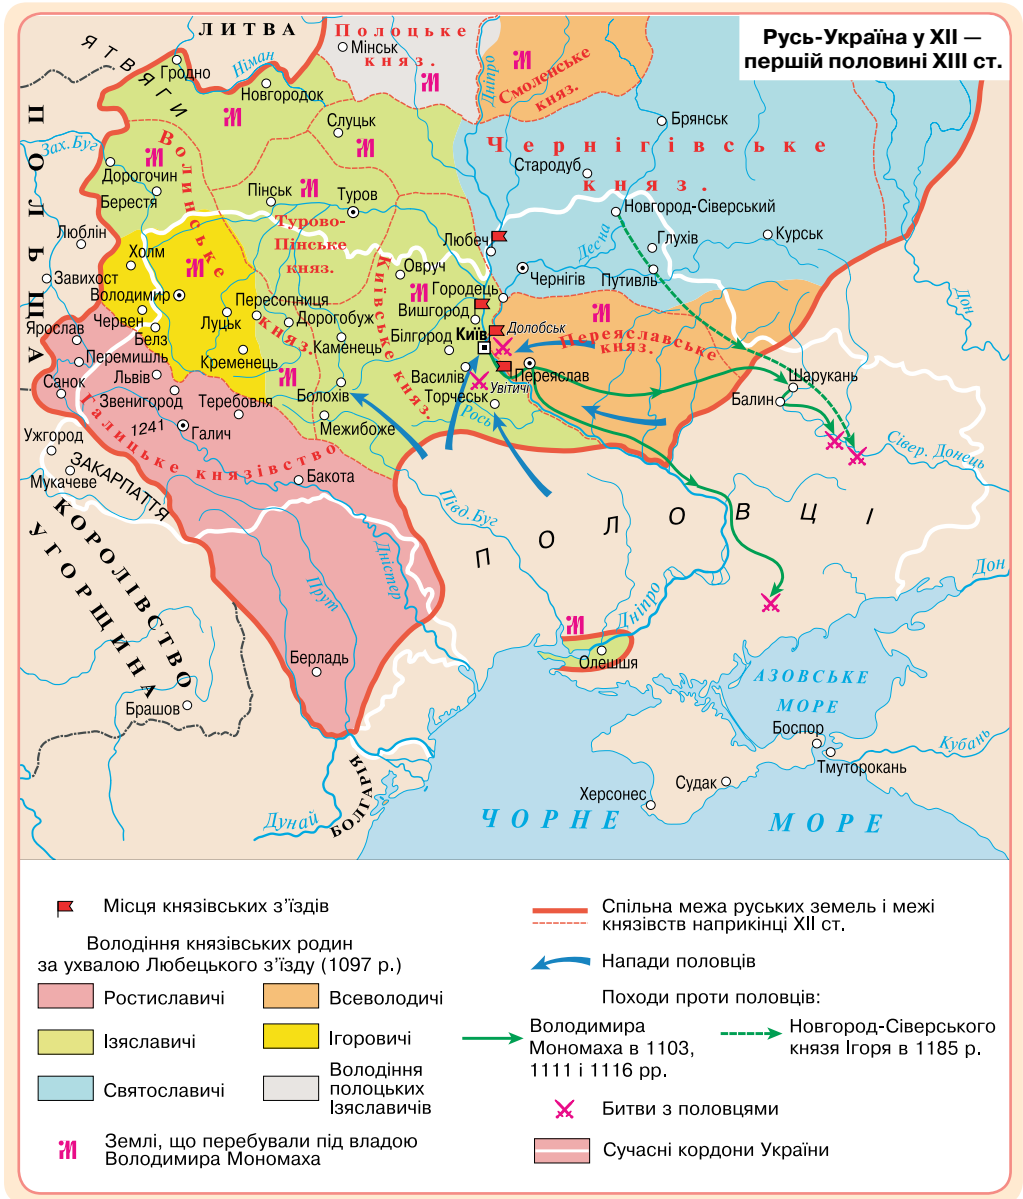 Русь-Україна у XII —
першій половині XIII ст.
ЛИТВА
ЯТВЯГИ
Полоцьке
княз.
Мінськ
Гродно
Німан
Новгородок
Дніпро
Смоленське
княз.
Слуцьк
Брянськ
Чернігівське
княз.
Стародуб
ПОЛЬЩА
Зах. Буг
Дорогочин
Берестя
Волинське
княз.
Пінськ
Туров
Турово-
Пінське
княз.
Новгород-Сіверський
Десна
Любеч
Глухів
Курськ
Люблін
Холм
Завихост
Володимир
Овруч
Київське
княз.
Чернігів
Путивль
Городець
Вишгород
Пересопниця
Дорогобуж
Луцьк
Червен
Белз
Ярослав
Київ
Долобськ
Переяславське
княз.
Білгород
Каменець
Кременець
Перемишль
Львів
Санок
Звенигород
Теребовля
Болохів
Василів
Увітичі
Переяслав
Торчеськ
Рось
Шарукань
Балин
Дон
1241
Галич
Межибоже
Галицьке князівство
Ужгород
Мукачеве
ЗАКАРПАТТЯ
Бакота
Сівер. Донець
КОРОЛІВСТВО
УГОРЩИНА
Півд. Буг
ПОЛОВЦІ
Дністер
Прут
Дон
Дніпро
Олешшя
Берладь
Брашов
АЗОВСЬКЕ
МОРЕ
Боспор
Кубань
Тмуторокань
Судак
Херсонес
БОЛГАРІЯ
Дунай
ЧОРНЕ МОРЕ
Місця князівських з’їздів
Володіння князівських родин
за ухвалою Любецького з’їзду (1097 р.)
Ростиславичі
Всеволодичі
Ізяславичі
Ігоровичі
Святославичі
Володіння
полоцьких
Ізяславичів
Землі, що перебували під владою
Володимира Мономаха
Спільна межа руських земель і межі
князівств наприкінці XII ст.
Напади половців
Походи проти половців:
Володимира
Мономаха в 1103,
1111 і 1116 рр.
Новгород-Сіверського
князя Ігоря в 1185 р.
Битви з половцями
Сучасні кордони України